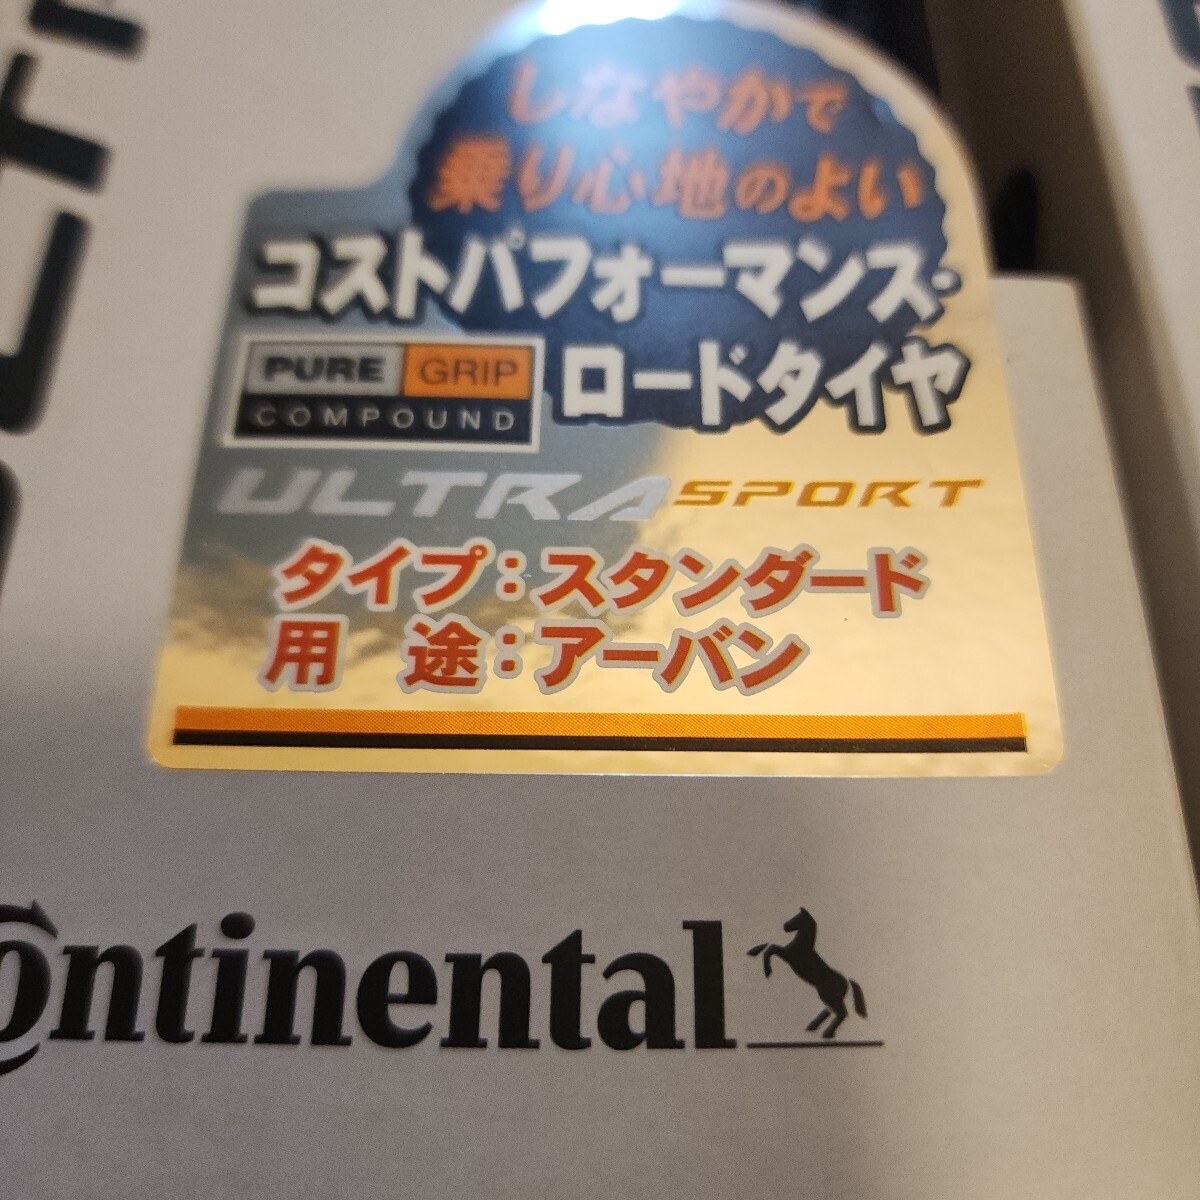 しなやかで
乗り心地のよい
コストパフォーマンス・
ロードタイヤ
PURE GRIP
COMPOUND
ULTRA SPORT
タイプ：スタンダード
用　途：アーバン
Continental